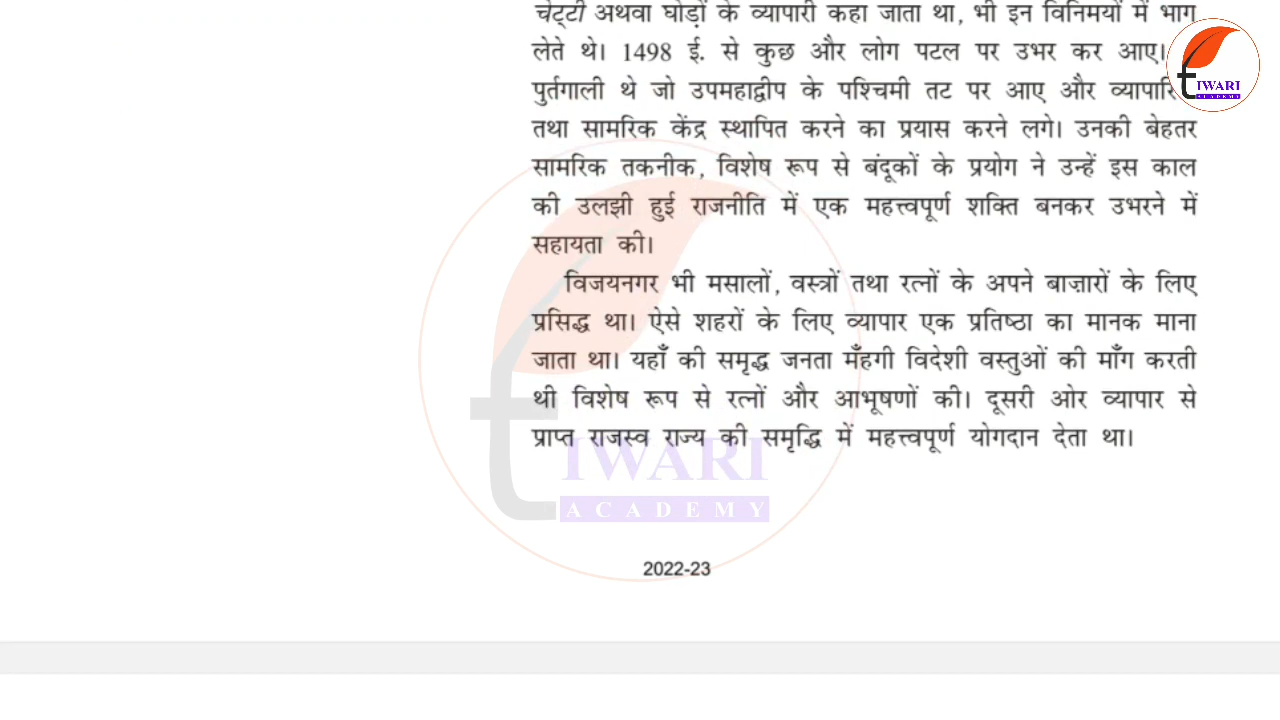 चेट्टी अथवा घोड़ों के व्यापारी कहा जाता था, भी इन विनिमयों में भाग
लेते थे। 1498 ई. से कुछ और लोग पटल पर उभर कर आए।
पुर्तगाली थे जो उपमहाद्वीप के पश्चिमी तट पर आए और
तथा सामरिक केंद्र स्थापित करने का प्रयास करने लगे। उनकी बेहतर
सामरिक तकनीक, विशेष रूप से बंदूकों के प्रयोग ने उन्हें इस काल
की उलझी हुई राजनीति में एक महत्त्वपूर्ण शक्ति बनकर उभरने में
सहायता की।
विजयनगर भी मसालों, वस्त्रों तथा रत्नों के अपने बाज़ारों के लिए
प्रसिद्ध था। ऐसे शहरों के लिए व्यापार एक प्रतिष्ठा का मानक माना
जाता था। यहाँ की समृद्ध जनता मँहगी विदेशी वस्तुओं की माँग करती
थी विशेष रूप से रत्नों और आभूषणों की। दूसरी ओर व्यापार से
प्राप्त राजस्व राज्य की समृद्धि में महत्त्वपूर्ण योगदान देता था।
2022-23
TIWARI
ACADEMY
TIWARI
ACADEMY